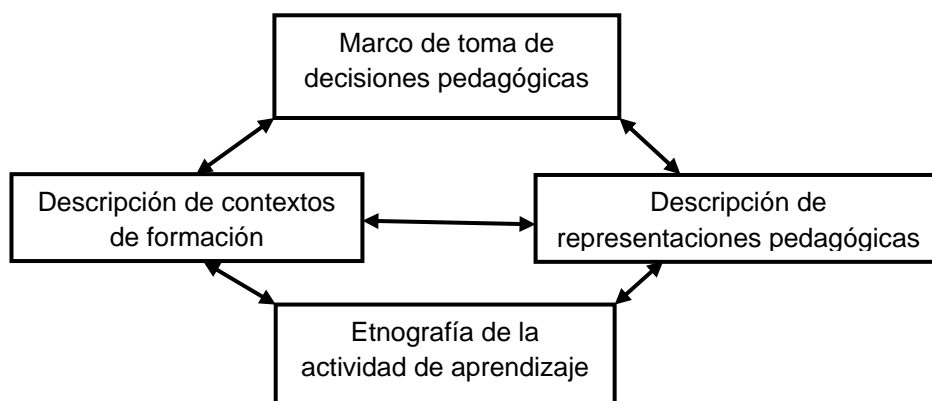 Marco de toma de
decisiones pedagógicas
Descripción de contextos
de formación
Descripción de
representaciones pedagógicas
Etnografía de la
actividad de aprendizaje